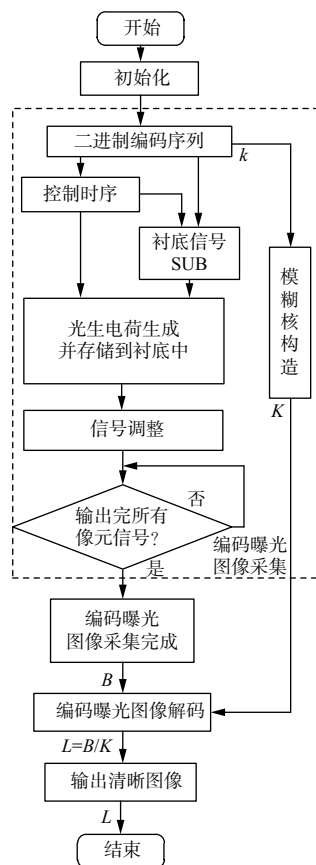 开始
初始化
二进制编码序列
k
控制时序
衬底信号
SUB
光生电荷生成
并存储到衬底中
模
糊
核
构
造
K
信号调整
否
输出完所有
像元信号?
编码曝光
图像采集
是
编码曝光
图像采集完成
B
编码曝光图像解码
L=B/K
输出清晰图像
L
结束